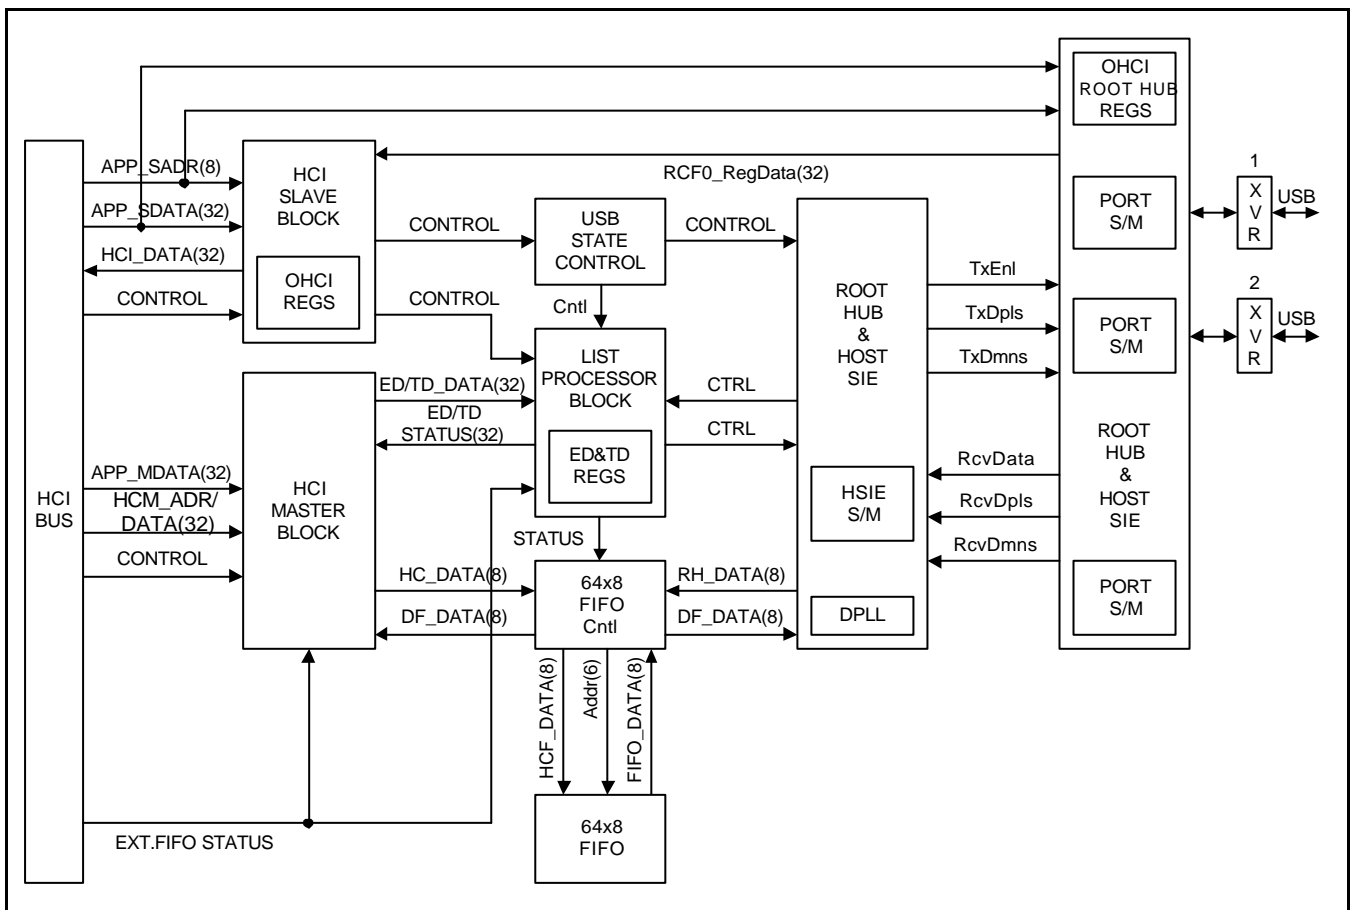 HCI
BUS
APP_SADR(8)
APP_SDATA(32)
HCI_DATA(32)
CONTROL
APP_MDATA(32)
HCM_ADR/
DATA(32)
CONTROL
EXT.FIFO STATUS
HCI
SLAVE
BLOCK
OHCI
REGS
HCI
MASTER
BLOCK
RCF0_RegData(32)
CONTROL
CONTROL
ED/TD_DATA(32)
ED/TD
STATUS(32)
HC_DATA(8)
DF_DATA(8)
USB
STATE
CONTROL
Cntl
LIST
PROCESSOR
BLOCK
ED&TD
REGS
STATUS
64x8
FIFO
Cntl
HCF_DATA(8)
Addr(6)
FIFO_DATA(8)
64x8
FIFO
CONTROL
CTRL
CTRL
RH_DATA(8)
DF_DATA(8)
ROOT
HUB
&
HOST
SIE
HSIE
S/M
DPLL
TxEnl
TxDpls
TxDmns
RcvData
RcvDpls
RcvDmns
OHCI
ROOT HUB
REGS
PORT
S/M
PORT
S/M
ROOT
HUB
&
HOST
SIE
PORT
S/M
1
X
V
R
USB
2
X
V
R
USB